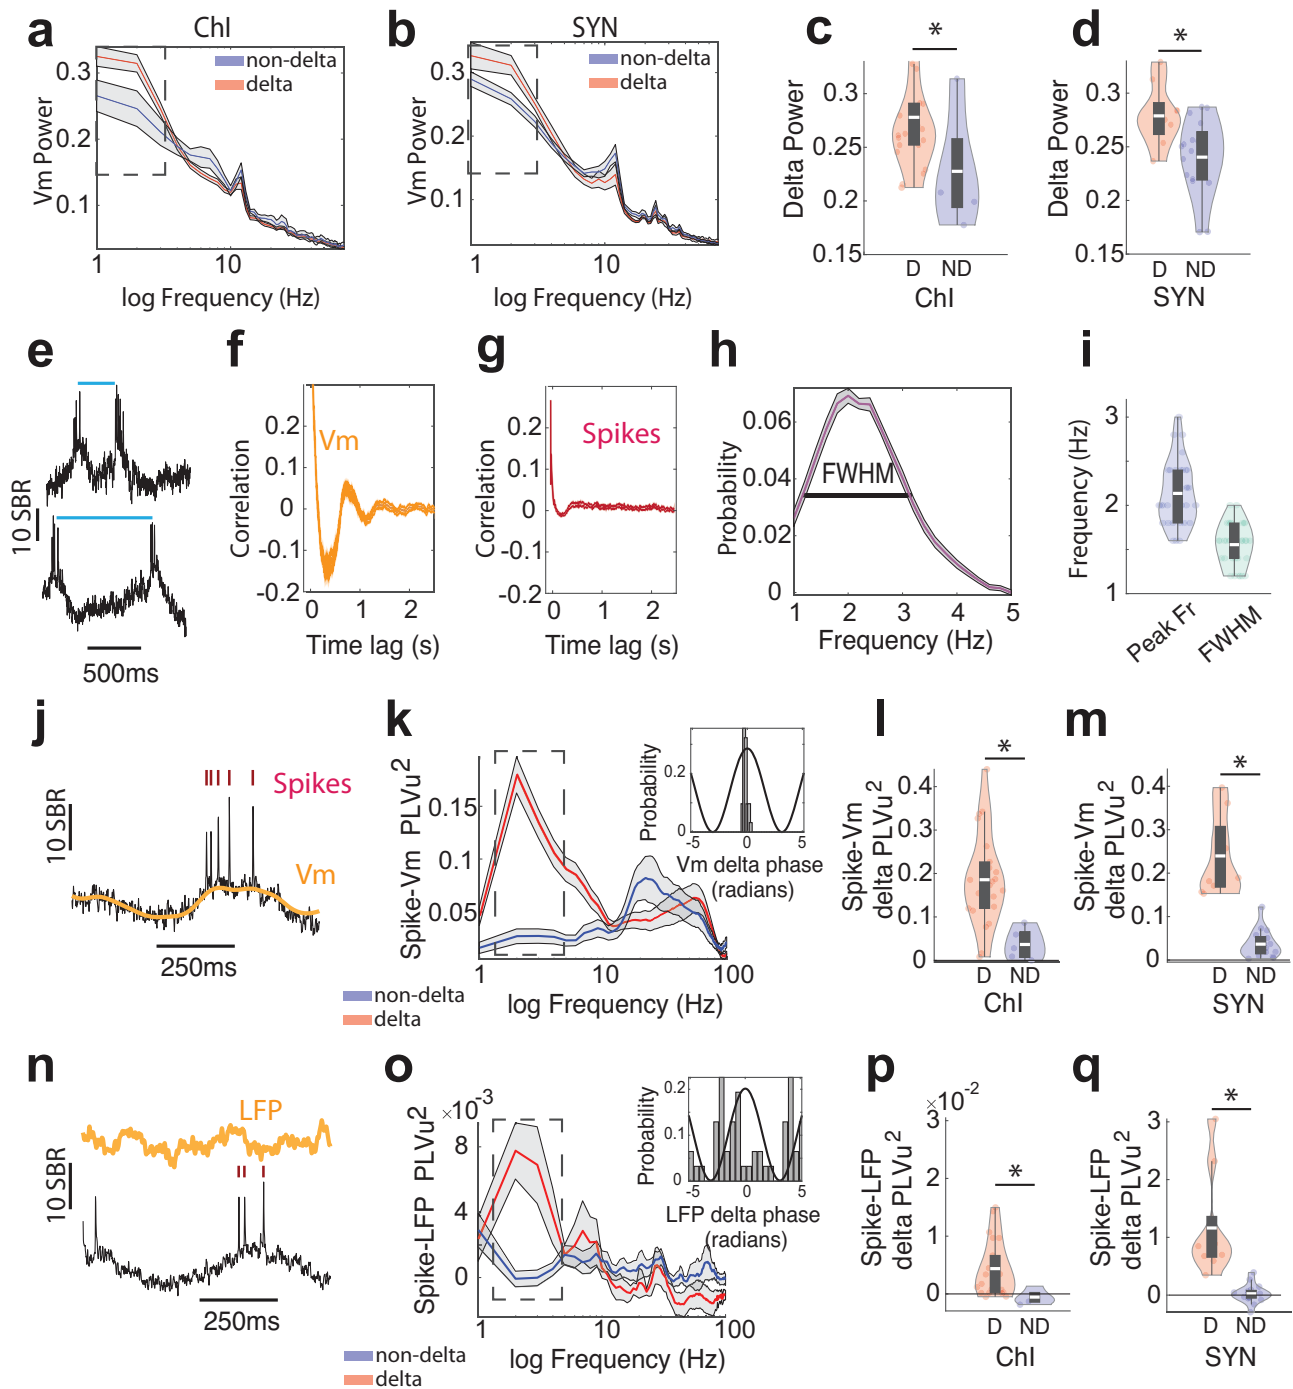 a
ChI
non-delta
delta
Vm Power
0.3
0.2
0.1
1
10
log Frequency (Hz)
b
SYN
non-delta
delta
Vm Power
0.3
0.2
0.1
1
10
log Frequency (Hz)
c
*
Delta Power
0.3
0.25
0.2
0.15
D ND
ChI
d
*
Delta Power
0.3
0.25
0.2
0.15
D ND
SYN
e
10 SBR
500ms
f
Vm
Correlation
0.2
0.1
0
-0.1
-0.2
0 1 2
Time lag (s)
g
Spikes
Correlation
0.2
0.1
0
-0.1
-0.2
0 1 2
Time lag (s)
h
FWHM
Probability
0.06
0.04
0.02
0
1 2 3 4 5
Frequency (Hz)
i
Frequency (Hz)
3
2
1
Peak Fr
FWHM
j
Spikes
Vm
10 SBR
250ms
k
Spike-Vm PLVu²
0.15
0.1
0.05
1 10 100
log Frequency (Hz)
non-delta
delta
Probability
0.2
0
-5 0 5
Vm delta phase
(radians)
l
*
Spike-Vm
delta PLVu²
0.4
0.3
0.2
0.1
0
D ND
ChI
m
*
Spike-Vm
delta PLVu²
0.4
0.3
0.2
0.1
0
D ND
SYN
n
LFP
10 SBR
250ms
o
×10⁻³
Spike-LFP PLVu²
8
4
0
1 10 100
log Frequency (Hz)
non-delta
delta
Probability
0.2
0.1
0
-5 0 5
LFP delta phase
(radians)
p
×10⁻²
*
Spike-LFP
delta PLVu²
3
2
1
0
D ND
ChI
q
*
Spike-LFP
delta PLVu²
3
2
1
0
D ND
SYN